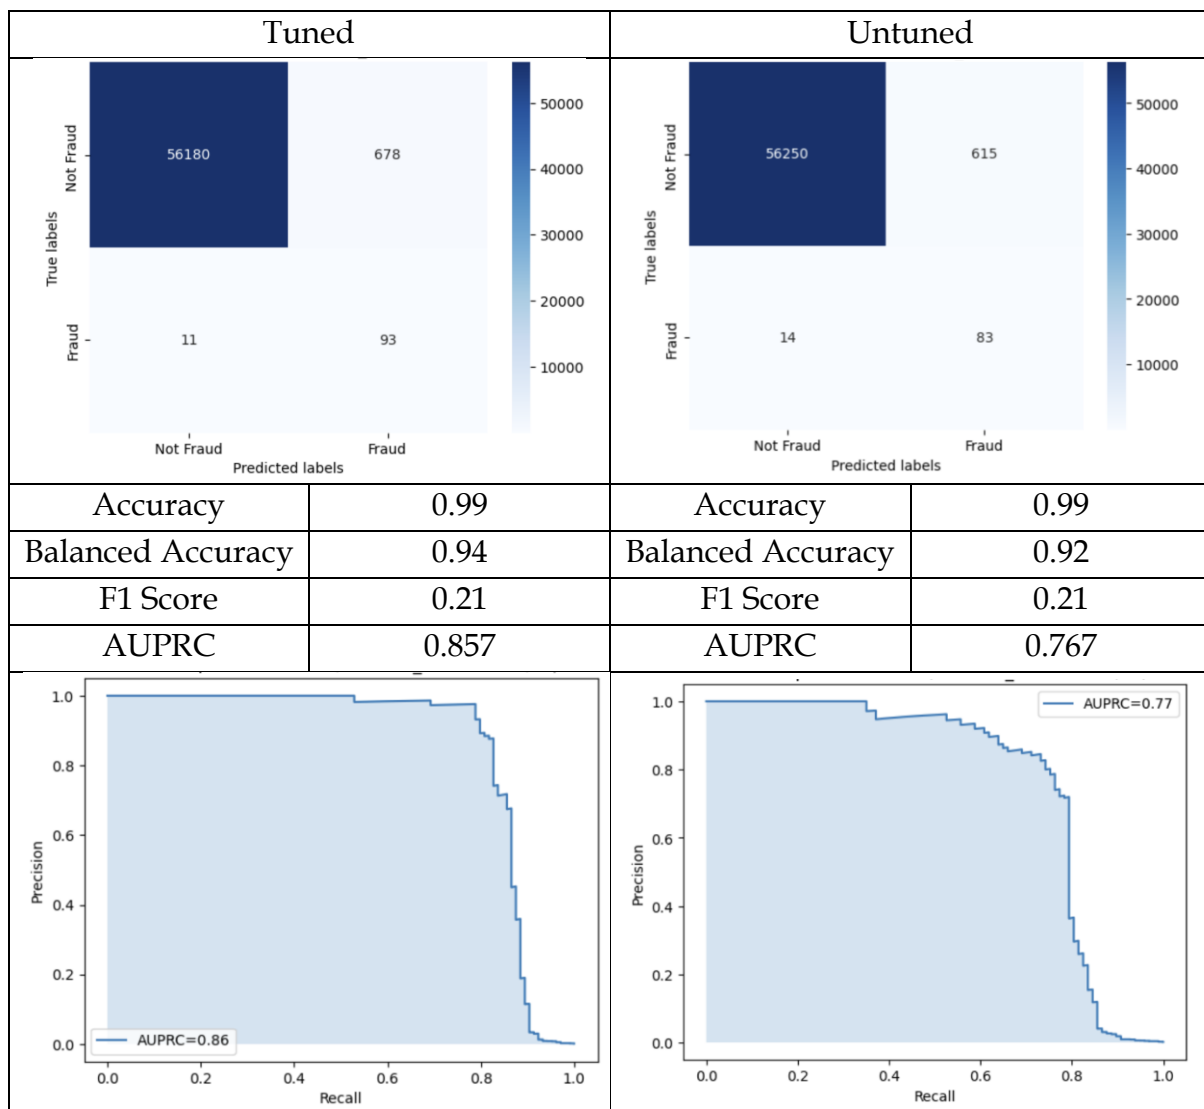 Tuned
Untuned
Not Fraud
56180
678
Fraud
11
93
True labels
Not Fraud
Fraud
Predicted labels
50000
40000
30000
20000
10000
Not Fraud
56250
615
Fraud
14
83
True labels
Not Fraud
Fraud
Predicted labels
50000
40000
30000
20000
10000
Accuracy 0.99 Accuracy 0.99
Balanced Accuracy 0.94 Balanced Accuracy 0.92
F1 Score 0.21 F1 Score 0.21
AUPRC 0.857 AUPRC 0.767
1.0
0.8
0.6
0.4
0.2
0.0
Precision
AUPRC=0.86
0.0 0.2 0.4 0.6 0.8 1.0
Recall
AUPRC=0.77
1.0
0.8
0.6
0.4
0.2
0.0
Precision
0.0 0.2 0.4 0.6 0.8 1.0
Recall